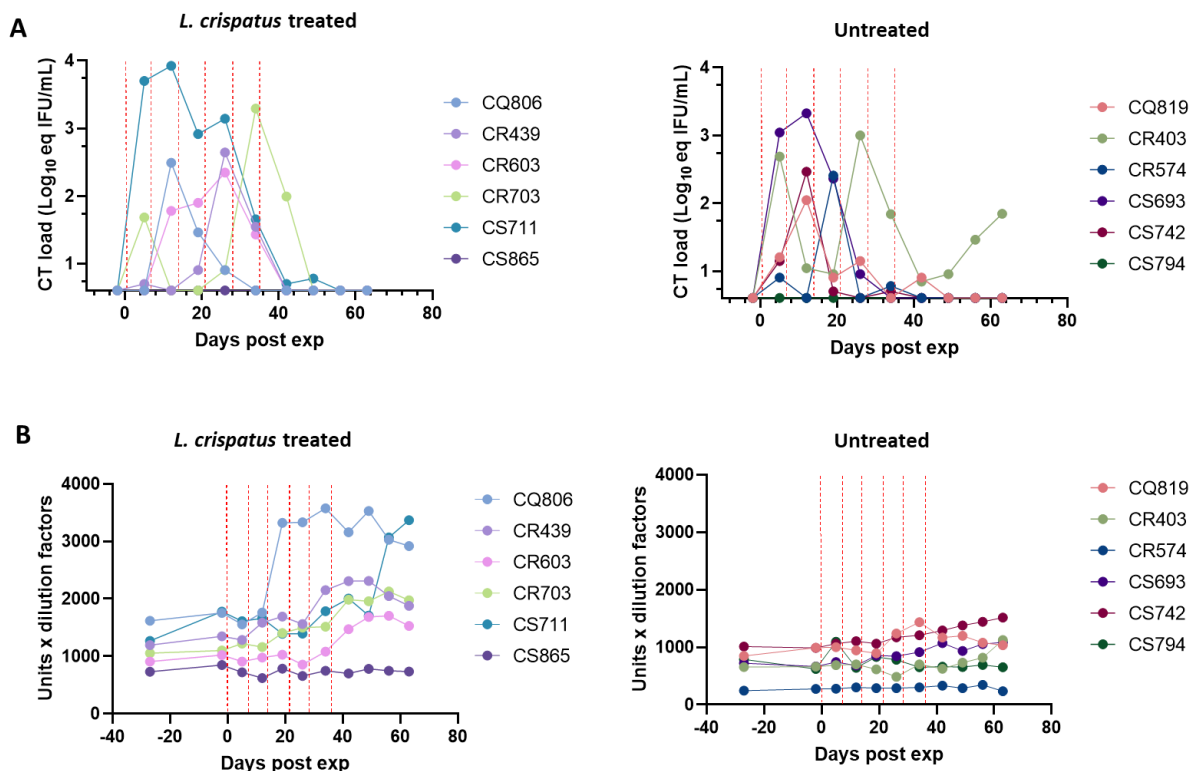 A
L. crispatus treated
CT load (Log10 eq IFU/mL)
4
3
2
1
0
20
40
60
80
Days post exp
CQ806
CR439
CR603
CR703
CS711
CS865
Untreated
CT load (Log10 eq IFU/mL)
4
3
2
1
0
20
40
60
80
Days post exp
CQ819
CR403
CR574
CS693
CS742
CS794
B
L. crispatus treated
Units x dilution factors
4000
3000
2000
1000
0
-40
-20
0
20
40
60
80
Days post exp
CQ806
CR439
CR603
CR703
CS711
CS865
Untreated
Units x dilution factors
4000
3000
2000
1000
0
-40
-20
0
20
40
60
80
Days post exp
CQ819
CR403
CR574
CS693
CS742
CS794